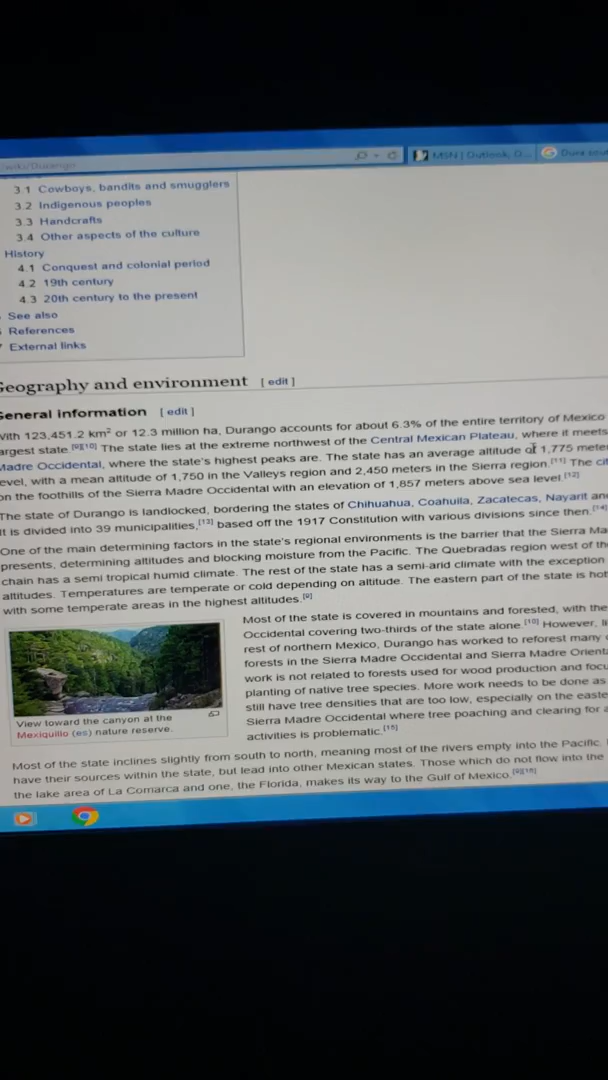 /wiki/Durango
MSN | Outlook, O...
3.1 Cowboys, bandits and smugglers
3.2 Indigenous peoples
3.3 Handcrafts
3.4 Other aspects of the culture
History
4.1 Conquest and colonial period
4.2 19th century
4.3 20th century to the present
See also
References
External links
Geography and environment [ edit ]
General information [ edit ]
With 123,451.2 km² or 12.3 million ha, Durango accounts for about 6.3% of the entire territory of Mexico
argest state.[9][10] The state lies at the extreme northwest of the Central Mexican Plateau, where it meets
Madre Occidental, where the state's highest peaks are. The state has an average altitude of 1,775 meter
evel, with a mean altitude of 1,750 in the Valleys region and 2,450 meters in the Sierra region.[11] The cit
on the foothills of the Sierra Madre Occidental with an elevation of 1,857 meters above sea level.[12]
The state of Durango is landlocked, bordering the states of Chihuahua, Coahuila, Zacatecas, Nayarit and
It is divided into 39 municipalities,[13] based off the 1917 Constitution with various divisions since then.[14]
One of the main determining factors in the state's regional environments is the barrier that the Sierra Ma
presents, determining altitudes and blocking moisture from the Pacific. The Quebradas region west of th
chain has a semi tropical humid climate. The rest of the state has a semi-arid climate with the exception
altitudes. Temperatures are temperate or cold depending on altitude. The eastern part of the state is hot
with some temperate areas in the highest altitudes.[9]
Most of the state is covered in mountains and forested, with the
Occidental covering two-thirds of the state alone.[10] However, li
rest of northern Mexico, Durango has worked to reforest many
forests in the Sierra Madre Occidental and Sierra Madre Orienta
work is not related to forests used for wood production and focu
planting of native tree species. More work needs to be done as
still have tree densities that are too low, especially on the easte
Sierra Madre Occidental where tree poaching and clearing for a
activities is problematic.[15]
View toward the canyon at the
Mexiquillo (es) nature reserve.
Most of the state inclines slightly from south to north, meaning most of the rivers empty into the Pacific.
have their sources within the state, but lead into other Mexican states. Those which do not flow into the
the lake area of La Comarca and one, the Florida, makes its way to the Gulf of Mexico.[9][16]